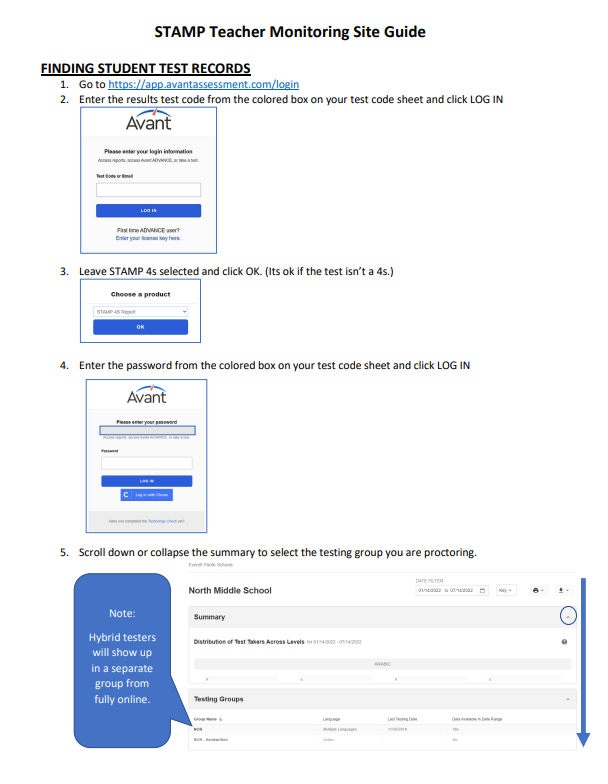 STAMP Teacher Monitoring Site Guide
FINDING STUDENT TEST RECORDS
1. Go to https://app.avantassessment.com/login
2. Enter the results test code from the colored box on your test code sheet and click LOG IN
Avant
Please enter your login information
Access reports, access Avant ADVANCE, or take a test.
Test Code or Email
LOG IN
First time ADVANCE user?
Enter your license key here.
3. Leave STAMP 4s selected and click OK. (Its ok if the test isn't a 4s.)
Choose a product
STAMP 4S Report
OK
4. Enter the password from the colored box on your test code sheet and click LOG IN
Avant
Please enter your password
Access reports, access Avant ADVANCE, or take a test.
Password
LOG IN
C Log in with Clever
Have you completed the Technology Check yet?
5. Scroll down or collapse the summary to select the testing group you are proctoring.
Note:
Hybrid testers
will show up
in a separate
group from
fully online.
Everett Public Schools
North Middle School
DATE FILTER
01/14/2022 to 07/14/2022
Key
Summary
Distribution of Test Takers Across Levels for 01/14/2022 - 07/14/2022
ARABIC
Testing Groups
Group Name Language Last Testing Date Data Available in Date Range
NOR Multiple Languages Yes
NOR - Handwritten Arabic No